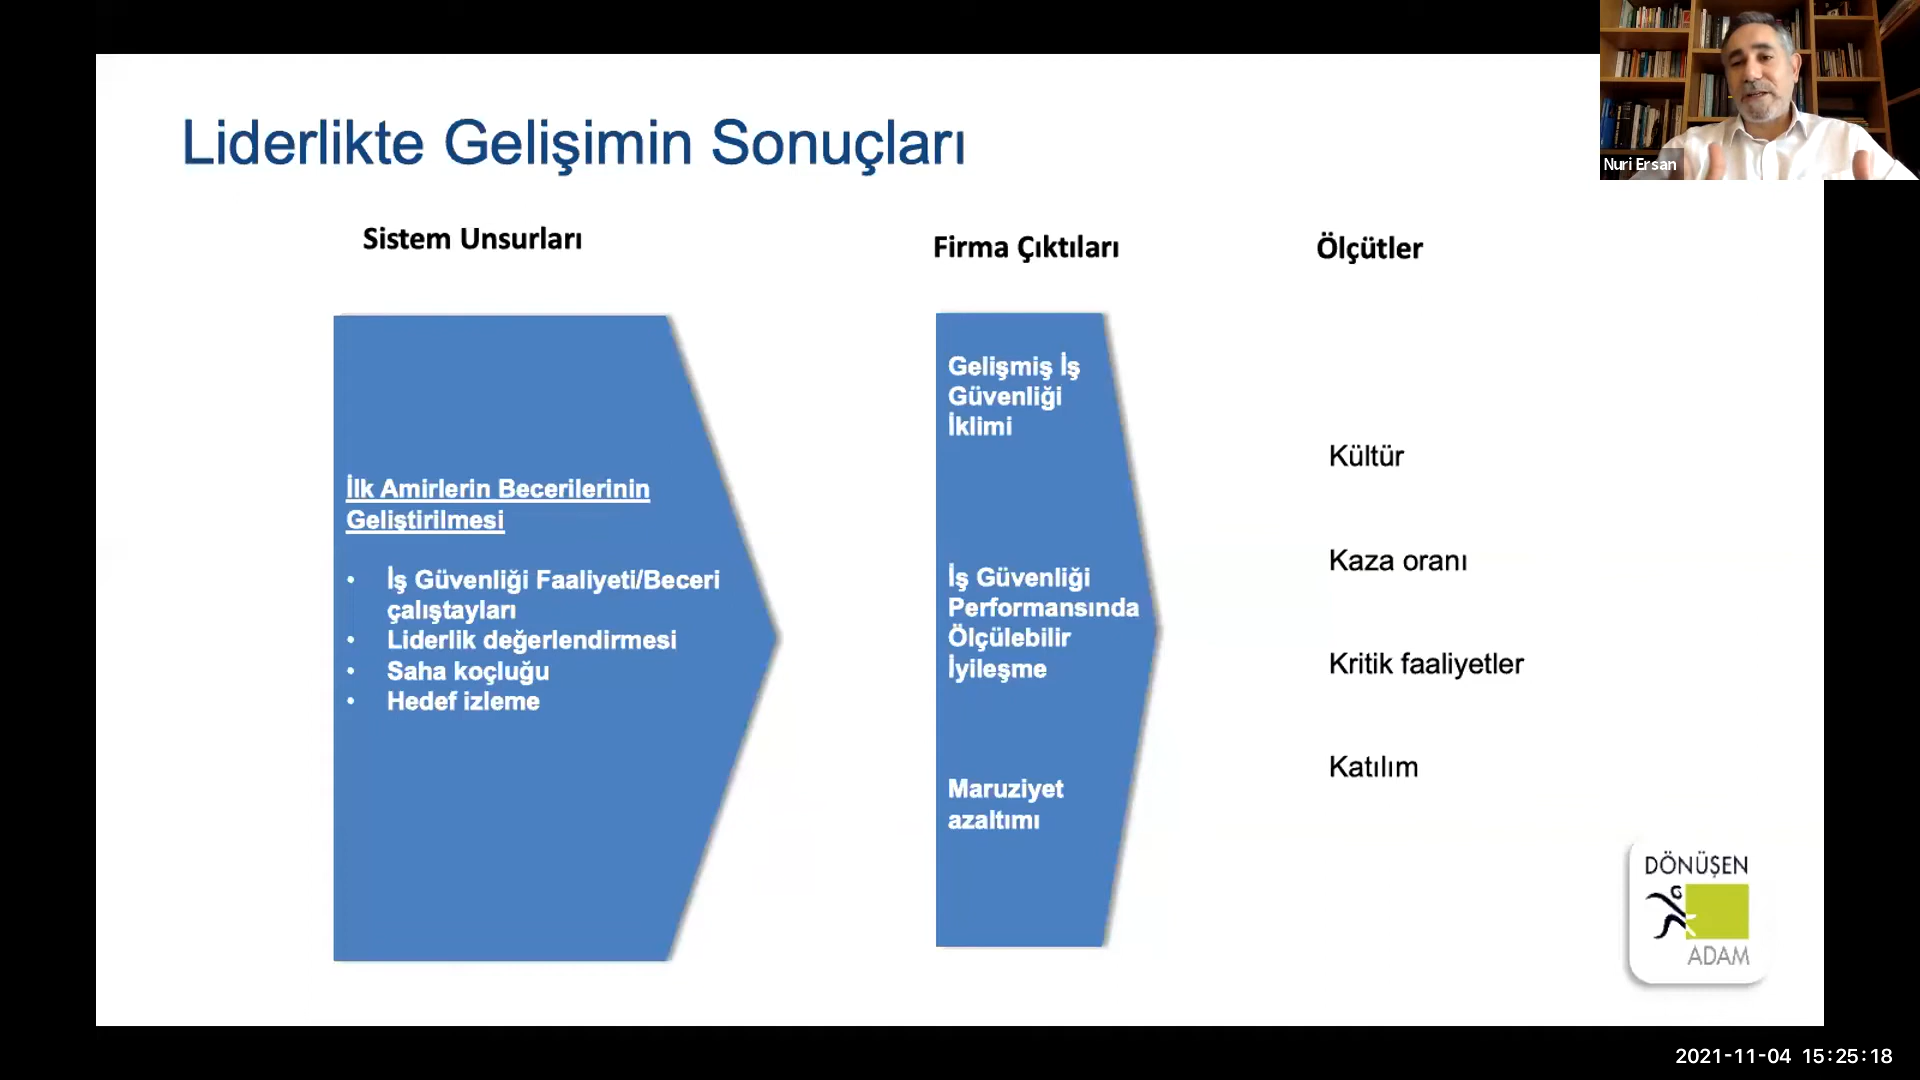 Liderlikte Gelişimin Sonuçları
Nuri Ersan
Sistem Unsurları
Firma Çıktıları
Ölçütler
İlk Amirlerin Becerilerinin
Geliştirilmesi
• İş Güvenliği Faaliyeti/Beceri
çalıştayları
• Liderlik değerlendirmesi
• Saha koçluğu
• Hedef izleme
Gelişmiş İş
Güvenliği
İklimi
İş Güvenliği
Performansında
Ölçülebilir
İyileşme
Maruziyet
azaltımı
Kültür
Kaza oranı
Kritik faaliyetler
Katılım
DÖNÜŞEN
ADAM
2021-11-04 15:25:18